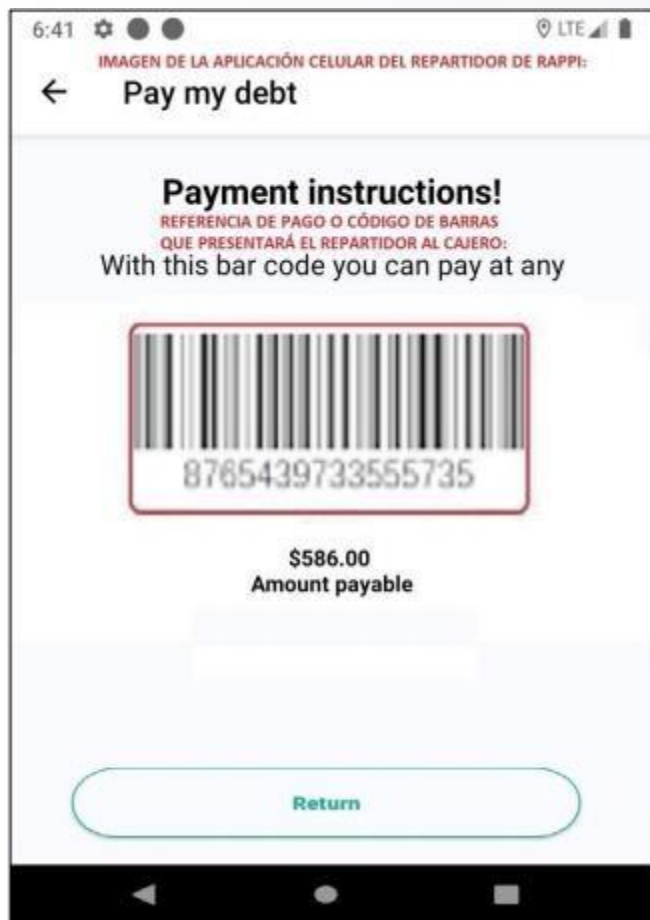 6:41 LTE
IMAGEN DE LA APLICACIÓN CELULAR DEL REPARTIDOR DE RAPPI:
Pay my debt
Payment instructions!
REFERENCIA DE PAGO O CÓDIGO DE BARRAS
QUE PRESENTARÁ EL REPARTIDOR AL CAJERO:
With this bar code you can pay at any
8765439733555735
$586.00
Amount payable
Return